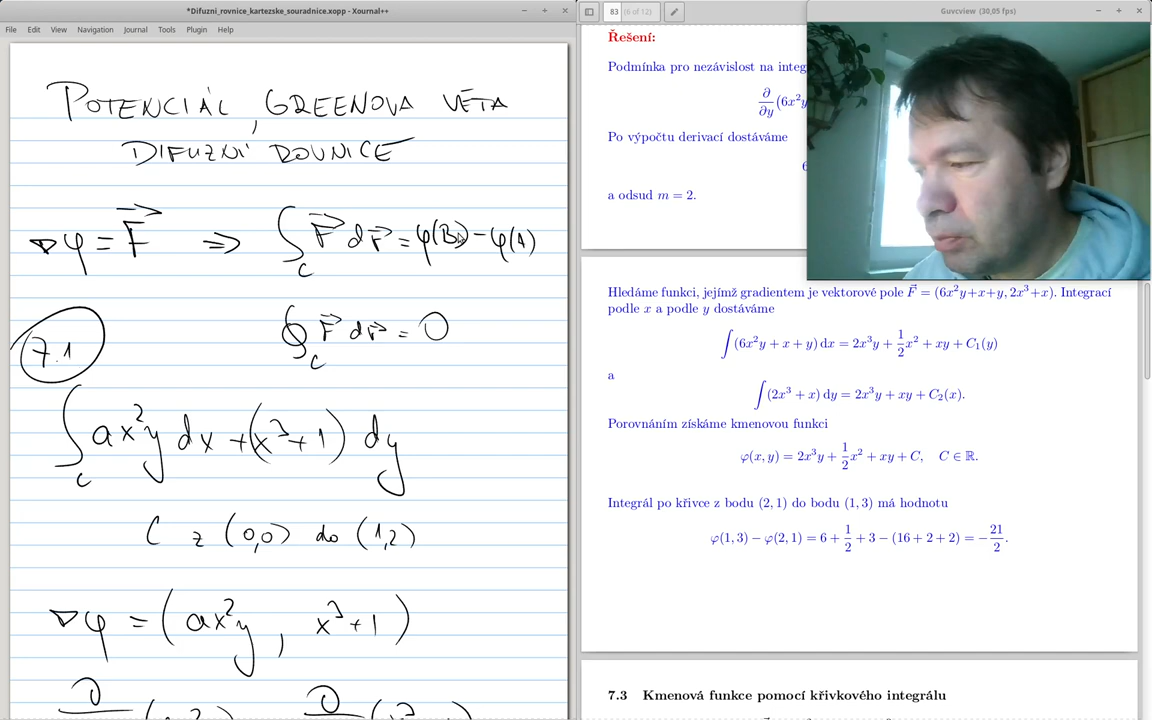 *Difuzni_rovnice_kartezske_souradnice.xopp - Xournal++
File Edit View Navigation Journal Tools Plugin Help
POTENCIÁL, GREENOVA VĚTA
DIFUZNÍ ROVNICE
∇φ = F⃗ ⇒ ∫_C F⃗ dr⃗ = φ(B) - φ(A)
∮_C F⃗ dr⃗ = 0
7.1
∫_C ax²y dx + (x³+1) dy
C z (0,0) do (1,2)
∇φ = (ax²y, x³+1)
83 (6 of 12)
Guvcview (30,05 fps)
Řešení:
Podmínka pro nezávislost na integ
∂/∂y (6x²y
Po výpočtu derivací dostáváme
6
a odsud m = 2.
Hledáme funkci, jejímž gradientem je vektorové pole F⃗ = (6x²y+x+y, 2x³+x). Integrací
podle x a podle y dostáváme
∫(6x²y + x + y) dx = 2x³y + 1/2 x² + xy + C₁(y)
a
∫(2x³ + x) dy = 2x³y + xy + C₂(x).
Porovnáním získáme kmenovou funkci
φ(x, y) = 2x³y + 1/2 x² + xy + C, C ∈ ℝ.
Integrál po křivce z bodu (2, 1) do bodu (1, 3) má hodnotu
φ(1, 3) − φ(2, 1) = 6 + 1/2 + 3 − (16 + 2 + 2) = −21/2.
7.3 Kmenová funkce pomocí křivkového integrálu